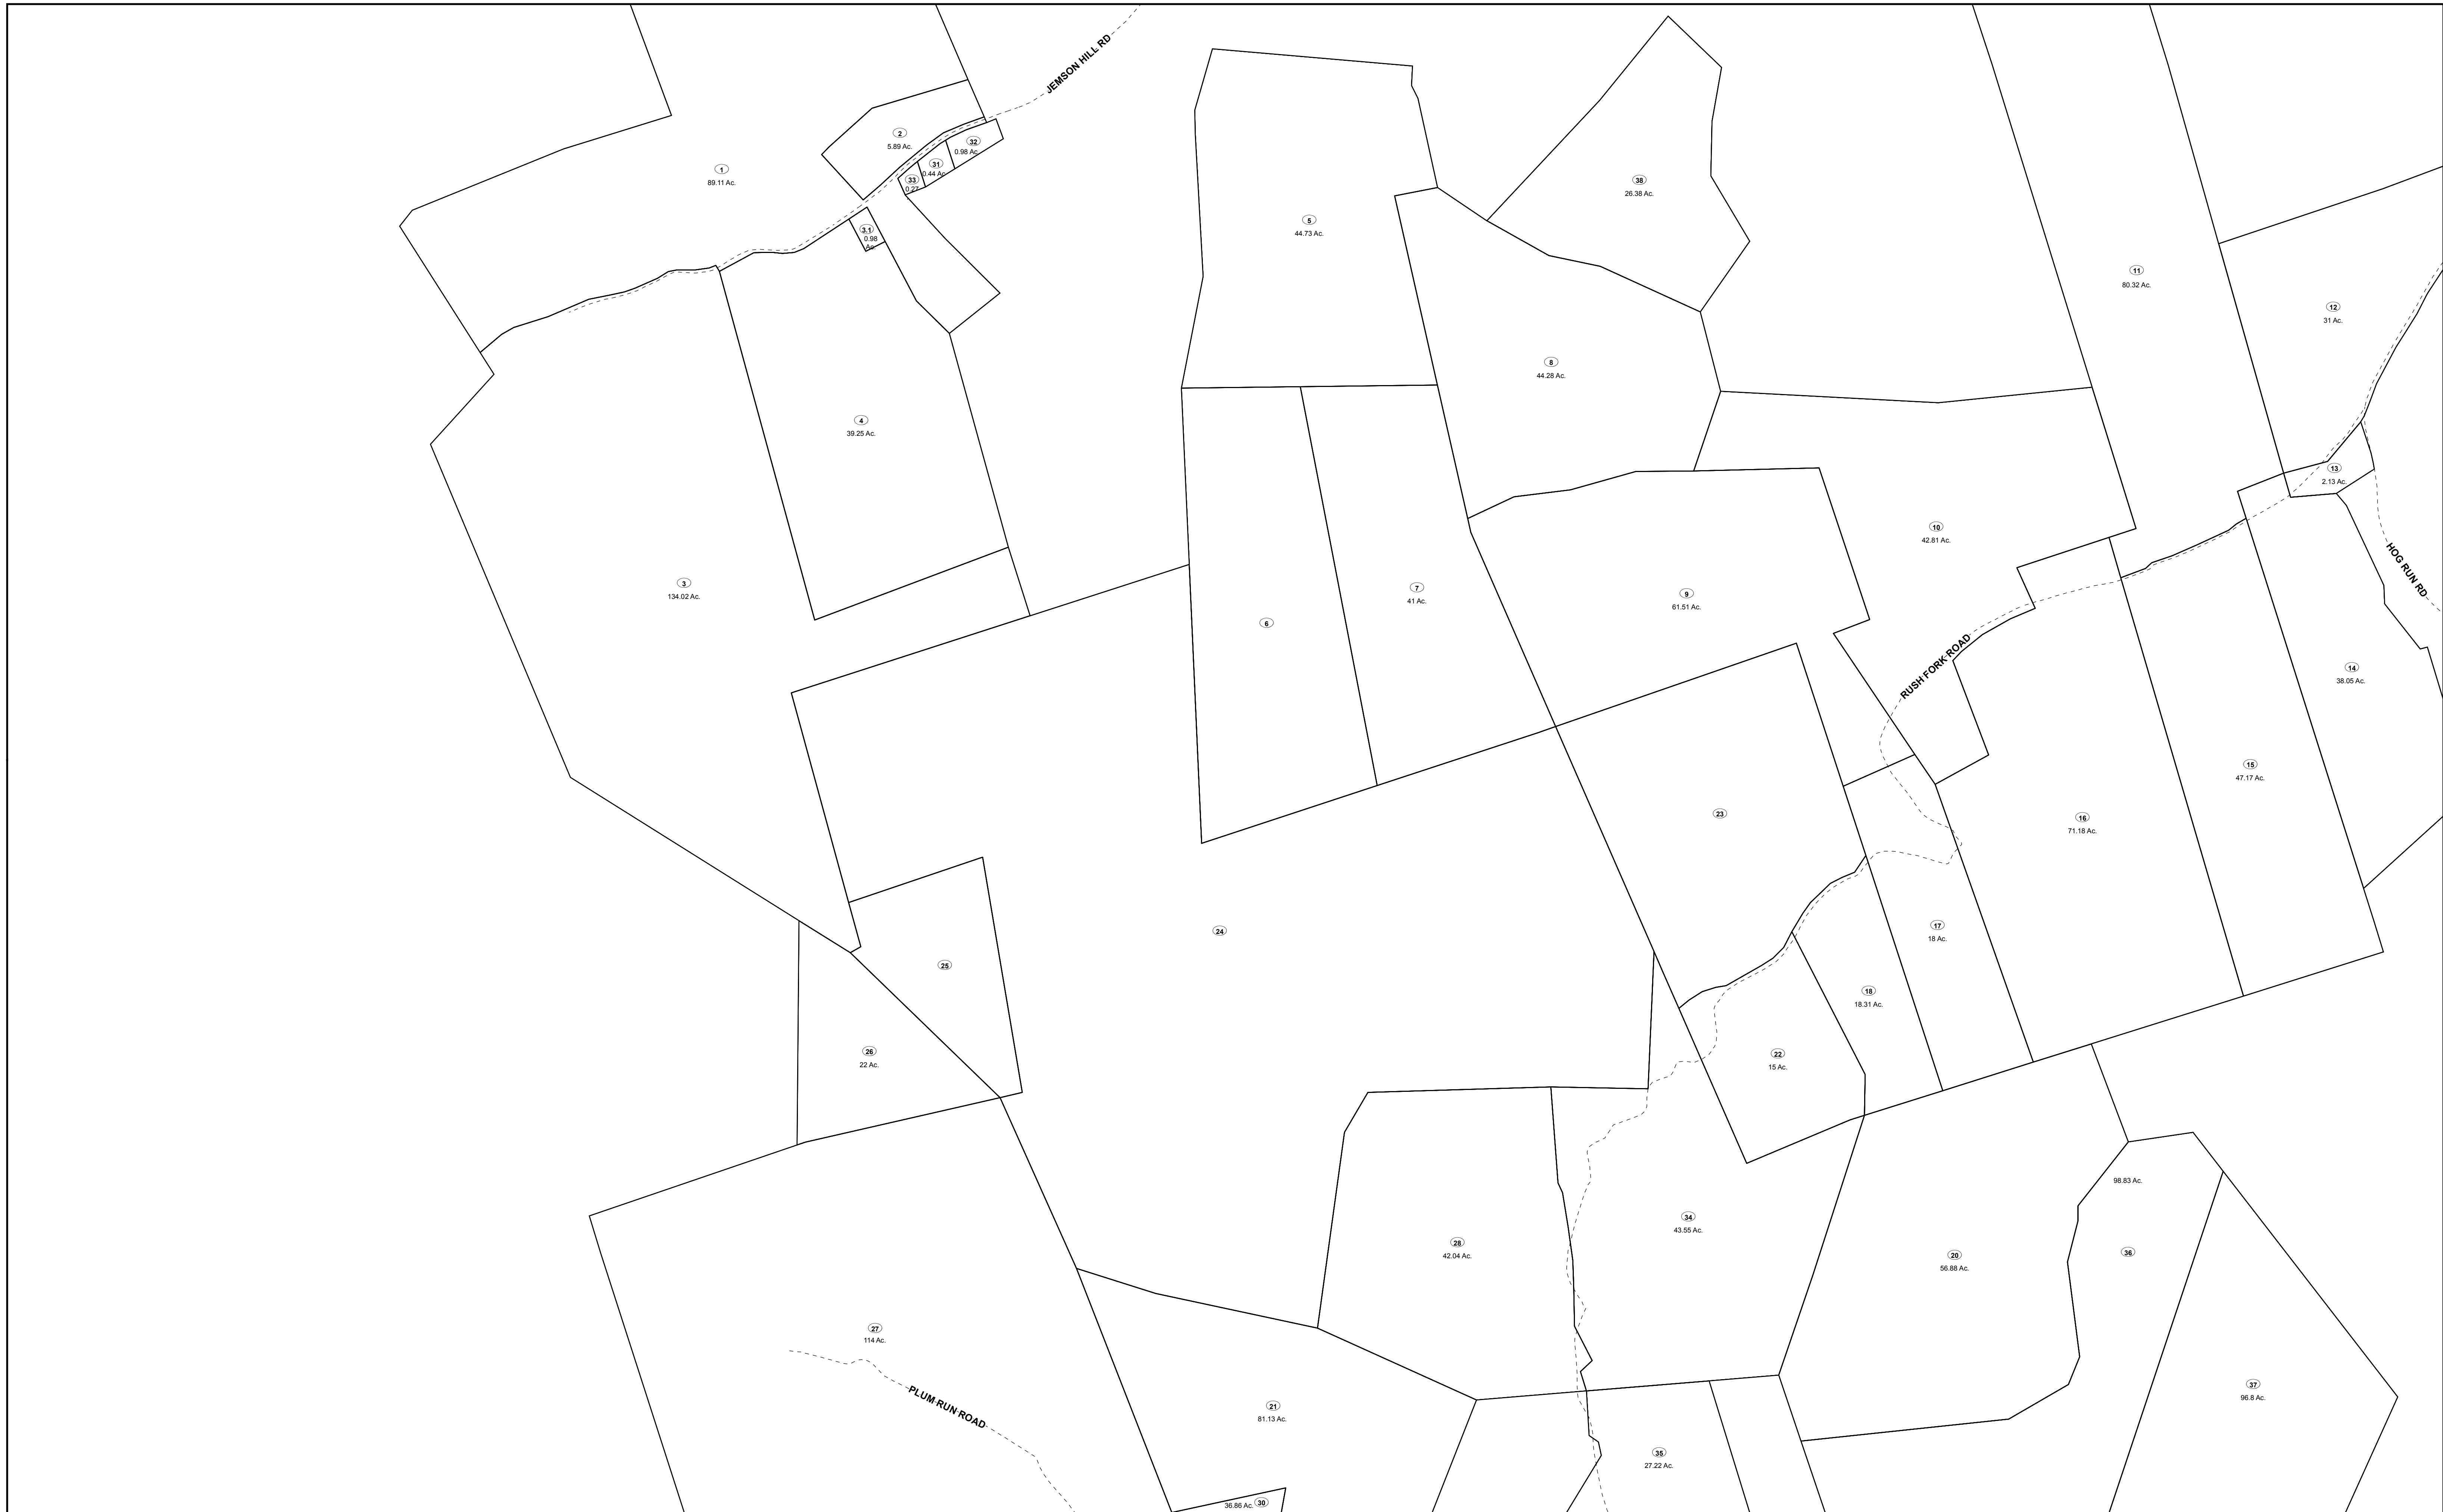 JEMSON HILL RD
2
5.89 Ac.
32
0.98 Ac.
31
0.44 Ac.
33
0.27
1
89.11 Ac.
38
26.38 Ac.
5
44.73 Ac.
3.1
0.98
Ac.
11
80.32 Ac.
12
31 Ac.
8
44.28 Ac.
4
39.25 Ac.
13
2.13 Ac.
10
42.81 Ac.
HOG RUN RD
3
134.02 Ac.
7
41 Ac.
9
61.51 Ac.
6
RUSH FORK ROAD
14
38.05 Ac.
15
47.17 Ac.
23
16
71.18 Ac.
24
17
18 Ac.
25
18
18.31 Ac.
26
22 Ac.
22
15 Ac.
98.83 Ac.
34
43.55 Ac.
28
42.04 Ac.
20
56.88 Ac.
36
27
114 Ac.
37
96.8 Ac.
PLUM RUN ROAD
21
81.13 Ac.
35
27.22 Ac.
36.86 Ac.
30